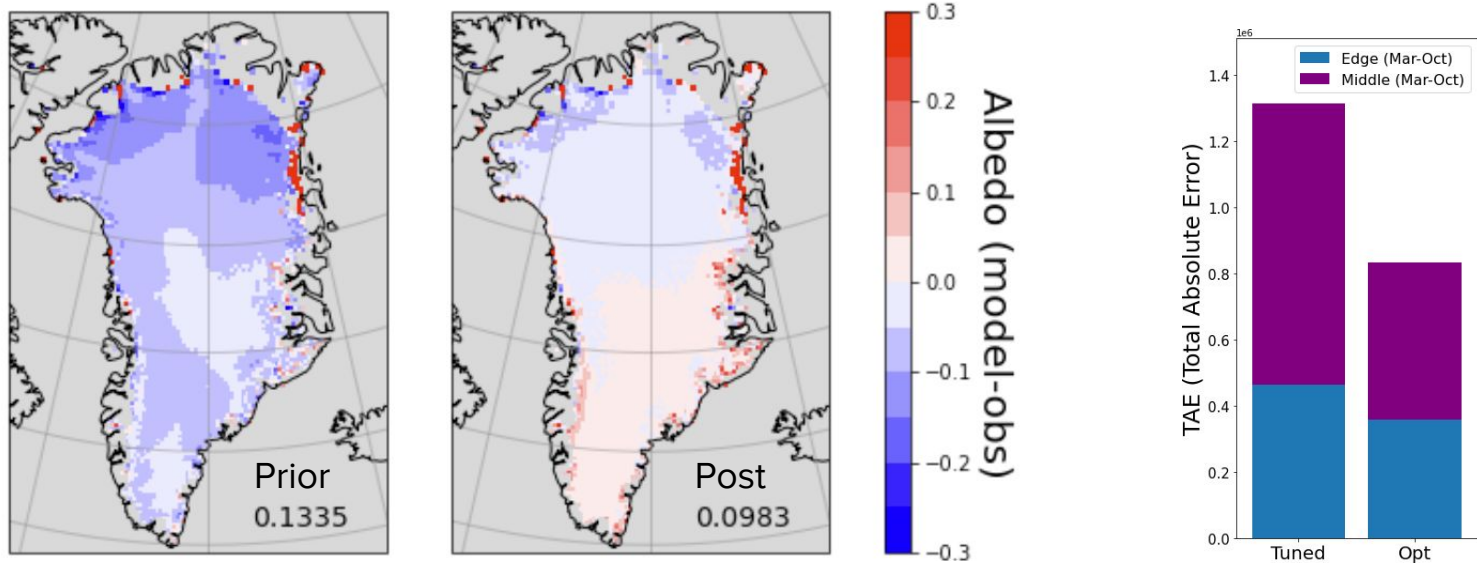 Prior
0.1335
Post
0.0983
0.3
0.2
0.1
0.0
−0.1
−0.2
−0.3
Albedo (model-obs)
1e6
Edge (Mar-Oct)
Middle (Mar-Oct)
TAE (Total Absolute Error)
1.4
1.2
1.0
0.8
0.6
0.4
0.2
0.0
Tuned
Opt